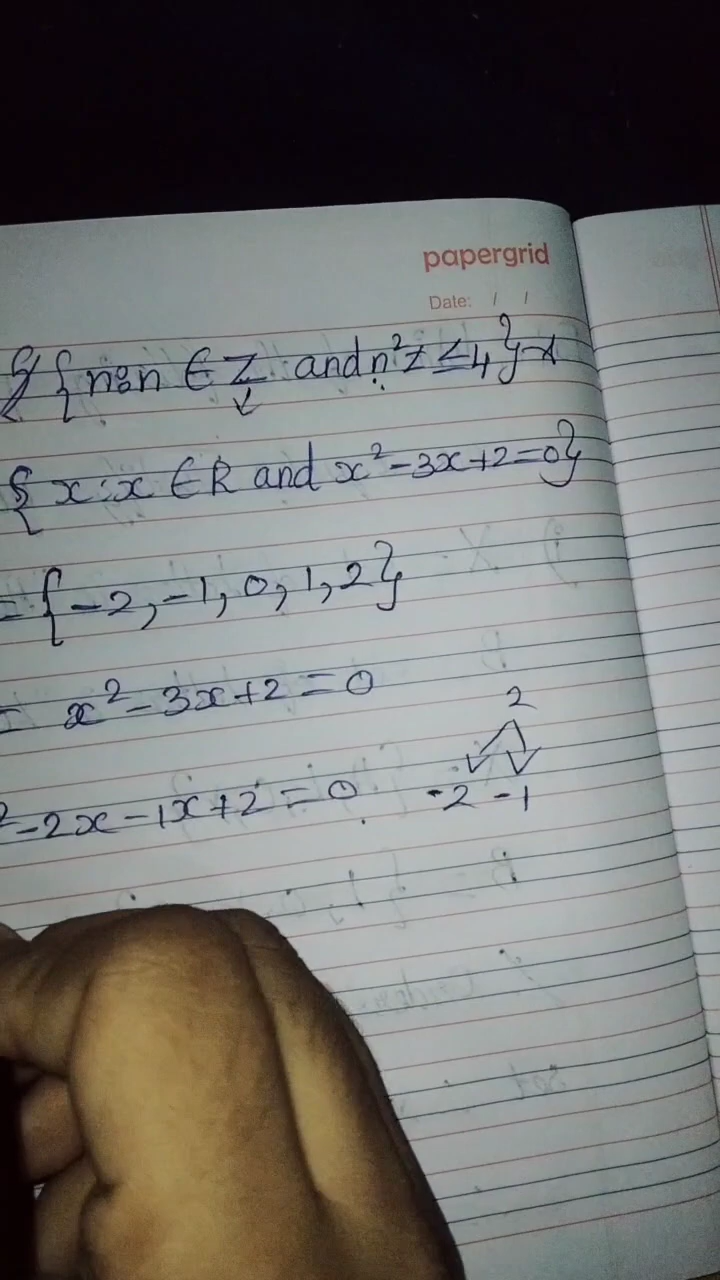 papergrid
Date: / /
{ n:n ∈ Z and n² ≤ 4}
{ x:x ∈ R and x²-3x+2=0}
= {-2, -1, 0, 1, 2}
= x²-3x+2=0
2
²-2x-1x+2=0 -2 -1